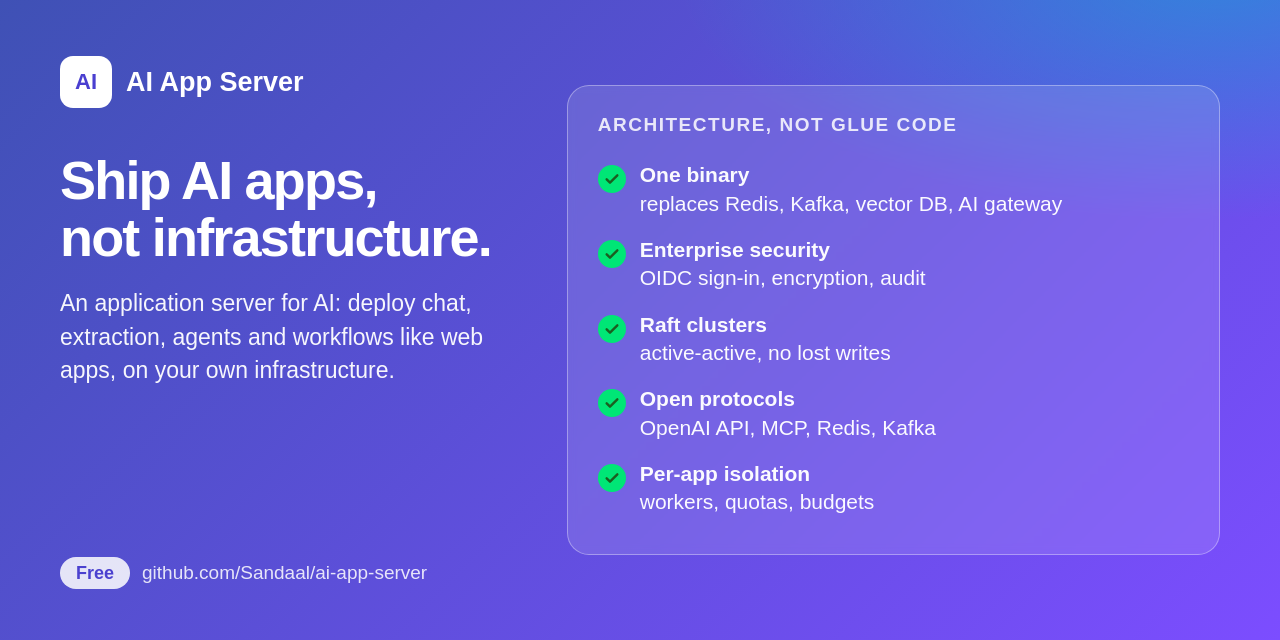 AI
AI App Server
Ship AI apps,
not infrastructure.
An application server for AI: deploy chat,
extraction, agents and workflows like web
apps, on your own infrastructure.
Free
github.com/Sandaal/ai-app-server
ARCHITECTURE, NOT GLUE CODE
One binary
replaces Redis, Kafka, vector DB, AI gateway
Enterprise security
OIDC sign-in, encryption, audit
Raft clusters
active-active, no lost writes
Open protocols
OpenAI API, MCP, Redis, Kafka
Per-app isolation
workers, quotas, budgets